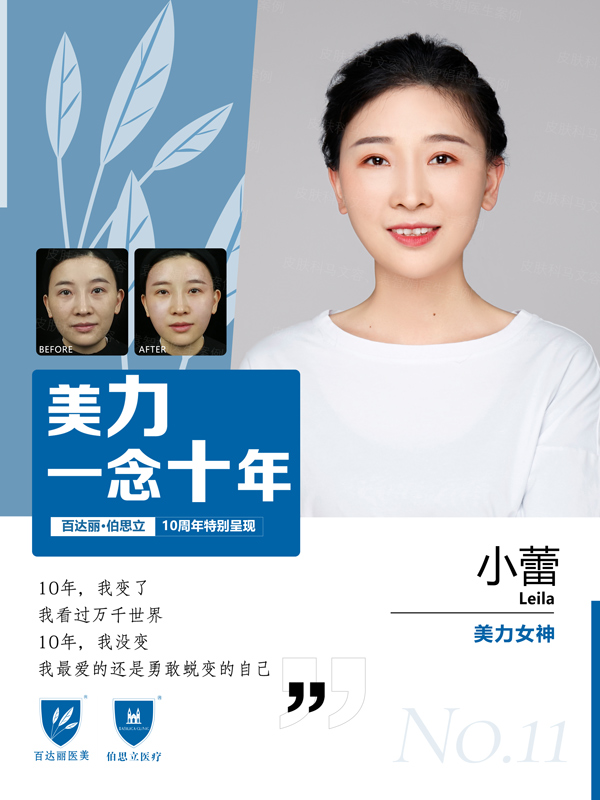 BEFORE
AFTER
美力
一念十年
百达丽·伯思立 10周年特别呈现
小蕾
Leila
美力女神
10年，我变了
我看过万千世界
10年，我没变
我最爱的还是勇敢蜕变的自己
”
百达丽医美 伯思立医疗
No.11